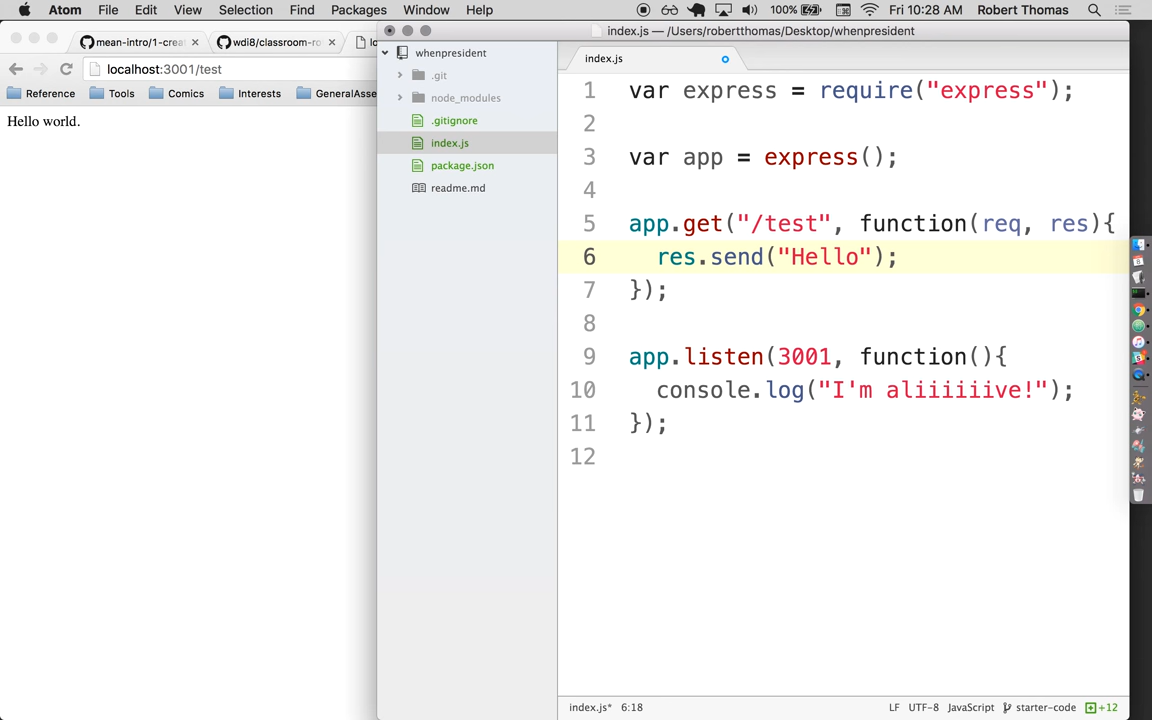 Atom File Edit View Selection Find Packages Window Help 100% Fri 10:28 AM Robert Thomas
index.js — /Users/robertthomas/Desktop/whenpresident
mean-intro/1-crea
wdi8/classroom-ro
lo
localhost:3001/test
Reference Tools Comics Interests GeneralAsse
Hello world.
whenpresident
.git
node_modules
.gitignore
index.js
package.json
readme.md
index.js
1 var express = require("express");
2
3 var app = express();
4
5 app.get("/test", function(req, res){
6 res.send("Hello");
7 });
8
9 app.listen(3001, function(){
10 console.log("I'm aliiiiiive!");
11 });
12
index.js* 6:18 LF UTF-8 JavaScript starter-code +12